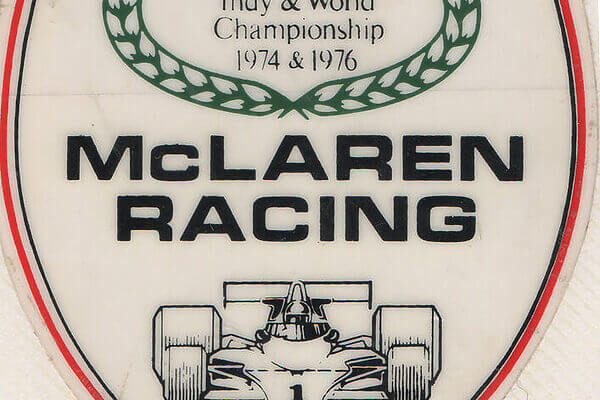 Indy & World
Championship
1974 & 1976
McLAREN
RACING
1